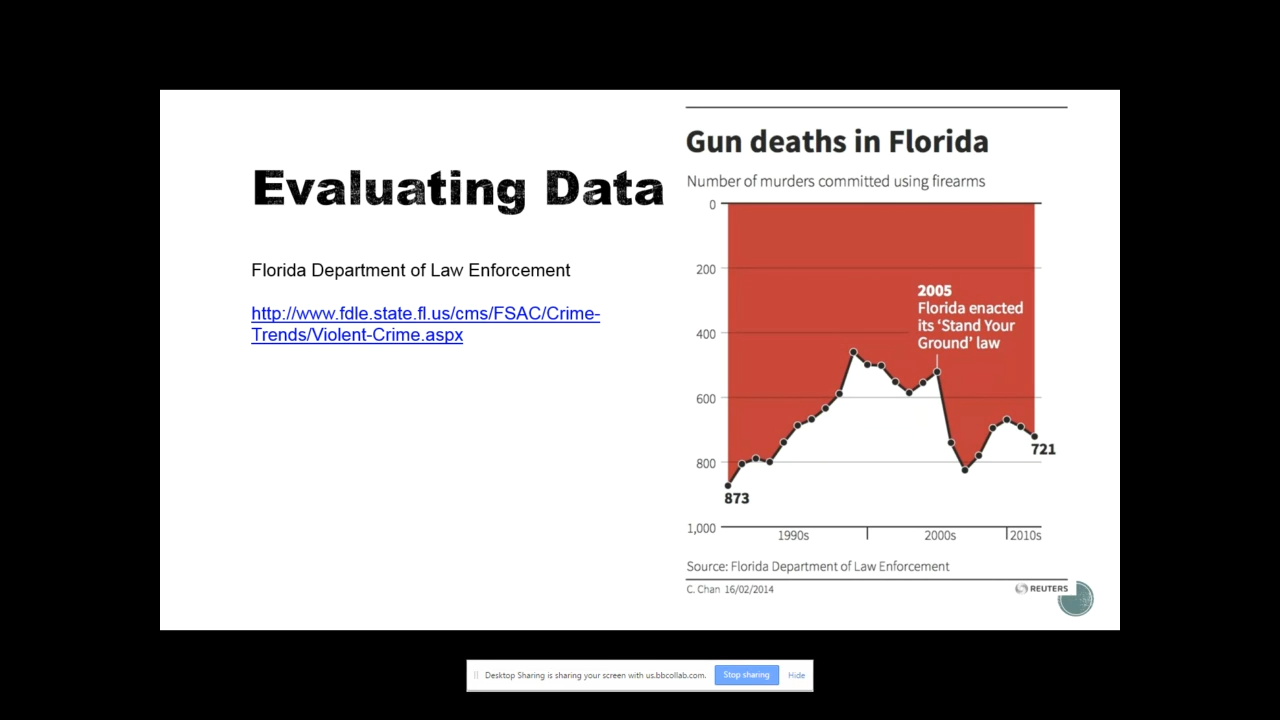 Evaluating Data
Florida Department of Law Enforcement
http://www.fdle.state.fl.us/cms/FSAC/Crime-
Trends/Violent-Crime.aspx
Gun deaths in Florida
Number of murders committed using firearms
0
200
400
600
800
1,000
2005
Florida enacted
its ‘Stand Your
Ground’ law
873
721
1990s
2000s
2010s
Source: Florida Department of Law Enforcement
C. Chan 16/02/2014
REUTERS
Desktop Sharing is sharing your screen with us.bbcollab.com.
Stop sharing
Hide